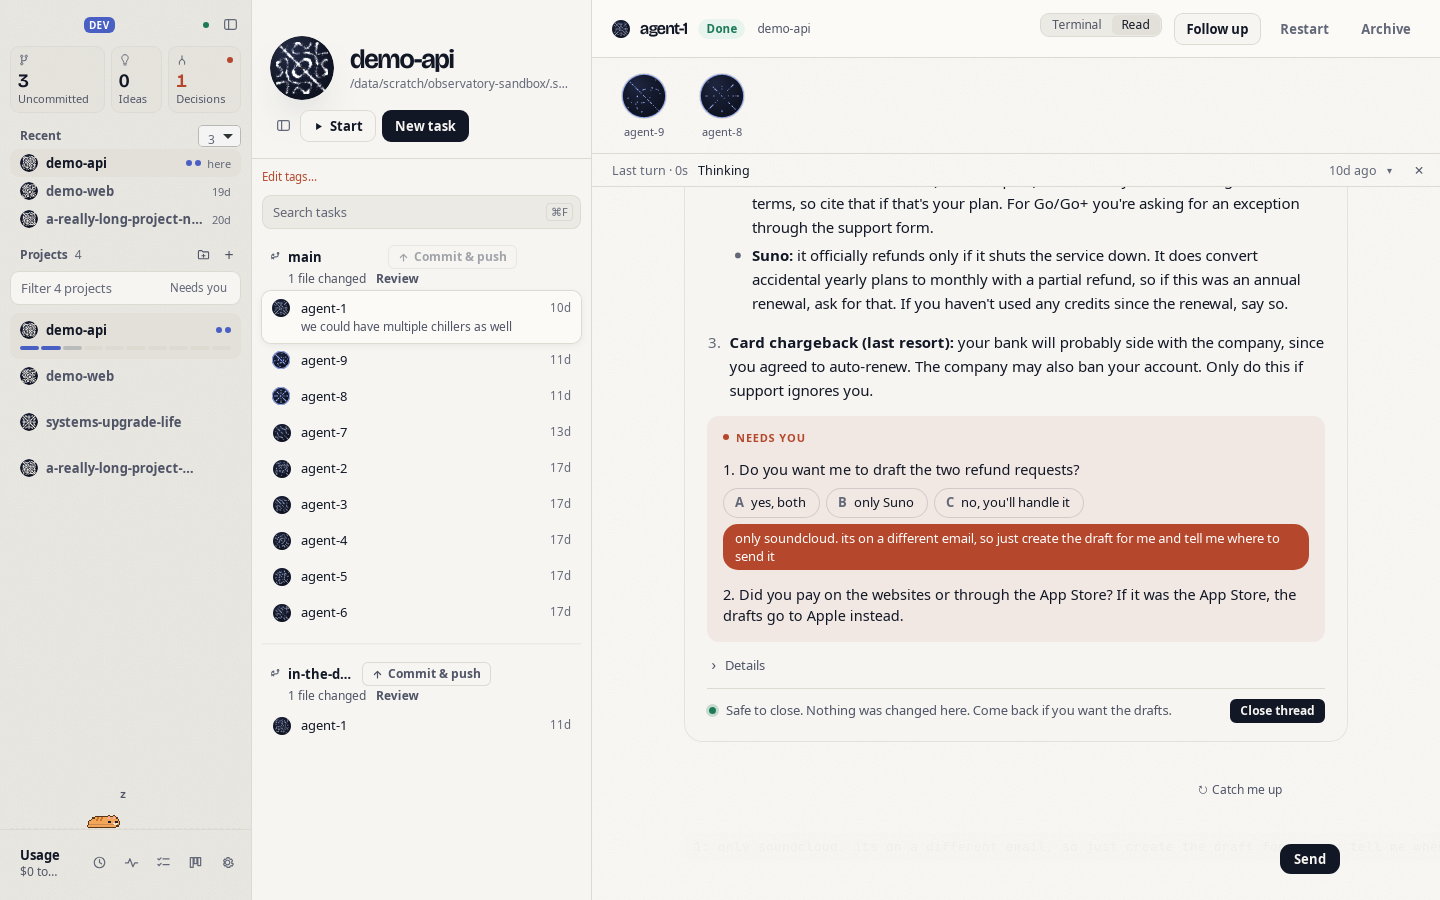 DEV
3
Uncommitted
0
Ideas
1
Decisions
Recent
3
demo-api
here
demo-web
19d
a-really-long-project-n...
20d
Projects 4
Filter 4 projects
Needs you
demo-api
demo-web
systems-upgrade-life
a-really-long-project-...
z
Usage
$0 to...
demo-api
/data/scratch/observatory-sandbox/.s...
Start
New task
Edit tags...
Search tasks
⌘F
main
Commit & push
1 file changed Review
agent-1
10d
we could have multiple chillers as well
agent-9
11d
agent-8
11d
agent-7
13d
agent-2
17d
agent-3
17d
agent-4
17d
agent-5
17d
agent-6
17d
in-the-d...
Commit & push
1 file changed Review
agent-1
11d
agent-1
Done
demo-api
Terminal
Read
Follow up
Restart
Archive
agent-9
agent-8
Last turn · 0s Thinking
10d ago
terms, so cite that if that's your plan. For Go/Go+ you're asking for an exception
through the support form.
Suno: it officially refunds only if it shuts the service down. It does convert
accidental yearly plans to monthly with a partial refund, so if this was an annual
renewal, ask for that. If you haven't used any credits since the renewal, say so.
3. Card chargeback (last resort): your bank will probably side with the company, since
you agreed to auto-renew. The company may also ban your account. Only do this if
support ignores you.
NEEDS YOU
1. Do you want me to draft the two refund requests?
A yes, both
B only Suno
C no, you'll handle it
only soundcloud. its on a different email, so just create the draft for me and tell me where to
send it
2. Did you pay on the websites or through the App Store? If it was the App Store, the
drafts go to Apple instead.
Details
Safe to close. Nothing was changed here. Come back if you want the drafts.
Close thread
Catch me up
Send